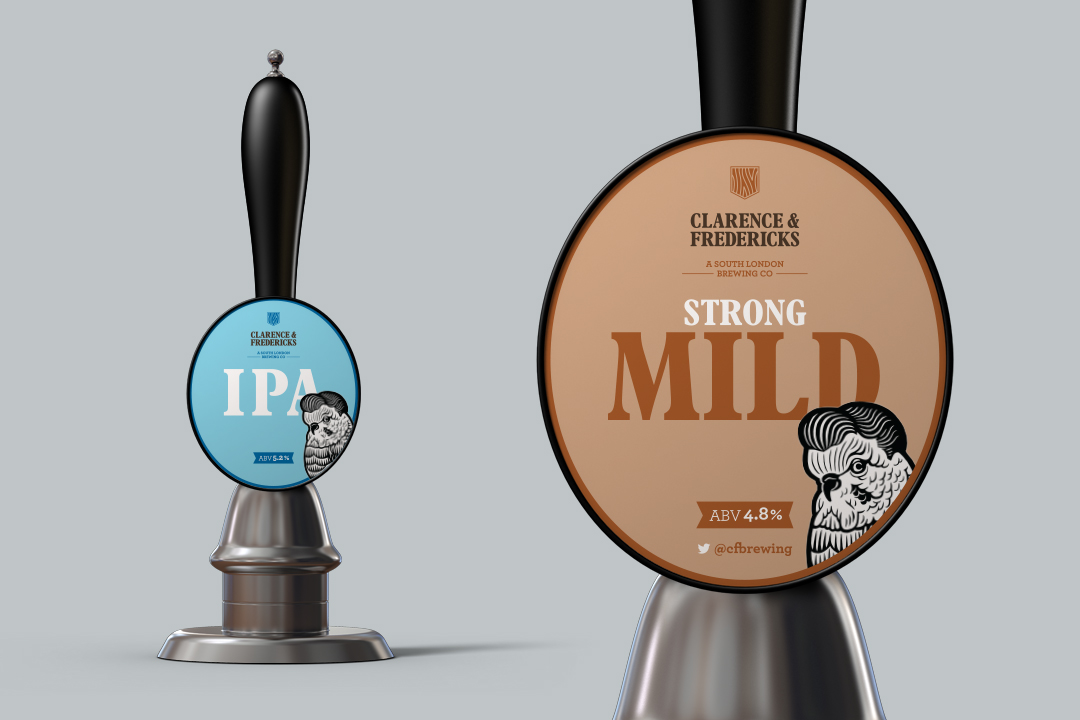 CLARENCE &
FREDERICKS
A SOUTH LONDON
BREWING CO
IPA
ABV 5.2%
CLARENCE &
FREDERICKS
A SOUTH LONDON
BREWING CO
STRONG
MILD
ABV 4.8%
@cfbrewing